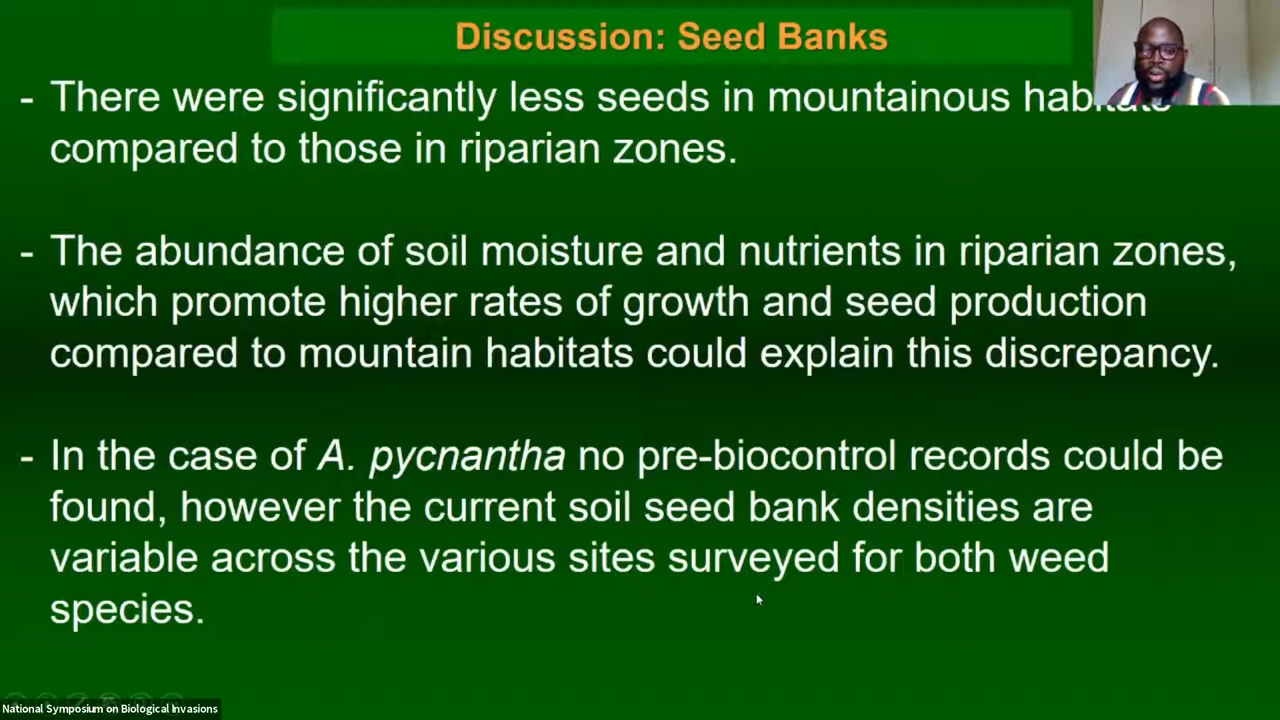 Discussion: Seed Banks
- There were significantly less seeds in mountainous habitats
compared to those in riparian zones.
- The abundance of soil moisture and nutrients in riparian zones,
which promote higher rates of growth and seed production
compared to mountain habitats could explain this discrepancy.
- In the case of A. pycnantha no pre-biocontrol records could be
found, however the current soil seed bank densities are
variable across the various sites surveyed for both weed
species.
National Symposium on Biological Invasions